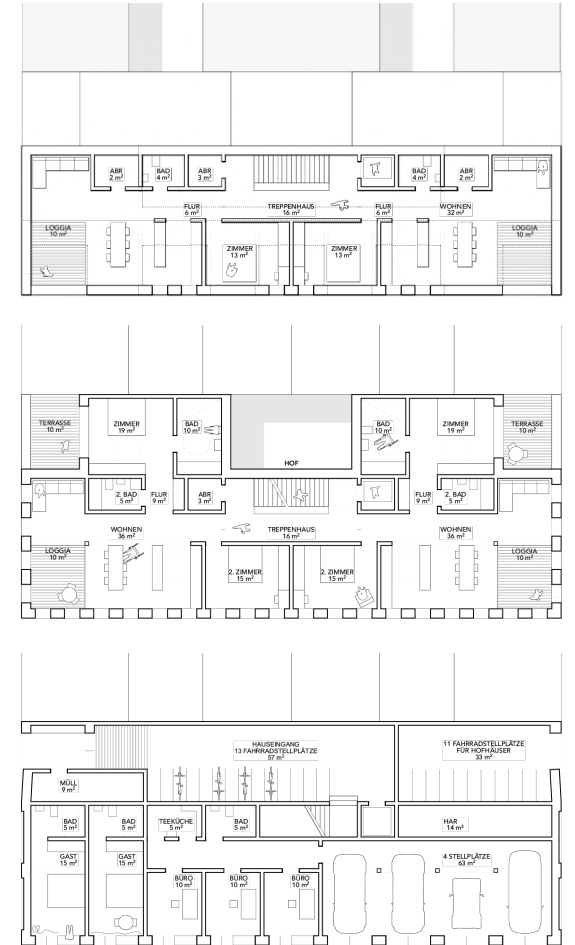 ABR
2 m²
BAD
4 m²
ABR
3 m²
BAD
4 m²
ABR
2 m²
FLUR
6 m²
TREPPENHAUS
16 m²
FLUR
6 m²
WOHNEN
32 m²
LOGGIA
10 m²
LOGGIA
10 m²
ZIMMER
13 m²
ZIMMER
13 m²
TERRASSE
10 m²
ZIMMER
19 m²
BAD
10 m²
BAD
10 m²
ZIMMER
19 m²
TERRASSE
10 m²
HOF
2. BAD
5 m²
FLUR
9 m²
ABR
3 m²
FLUR
9 m²
2. BAD
5 m²
WOHNEN
36 m²
TREPPENHAUS
16 m²
WOHNEN
36 m²
LOGGIA
10 m²
LOGGIA
10 m²
2. ZIMMER
15 m²
2. ZIMMER
15 m²
HAUSEINGANG
13 FAHRRADSTELLPLÄTZE
57 m²
11 FAHRRADSTELLPLÄTZE
FÜR HOFHÄUSER
33 m²
MÜLL
9 m²
BAD
5 m²
BAD
5 m²
TEEKÜCHE
5 m²
BAD
5 m²
HAR
14 m²
GAST
15 m²
GAST
15 m²
4 STELLPLÄTZE
63 m²
BÜRO
10 m²
BÜRO
10 m²
BÜRO
10 m²